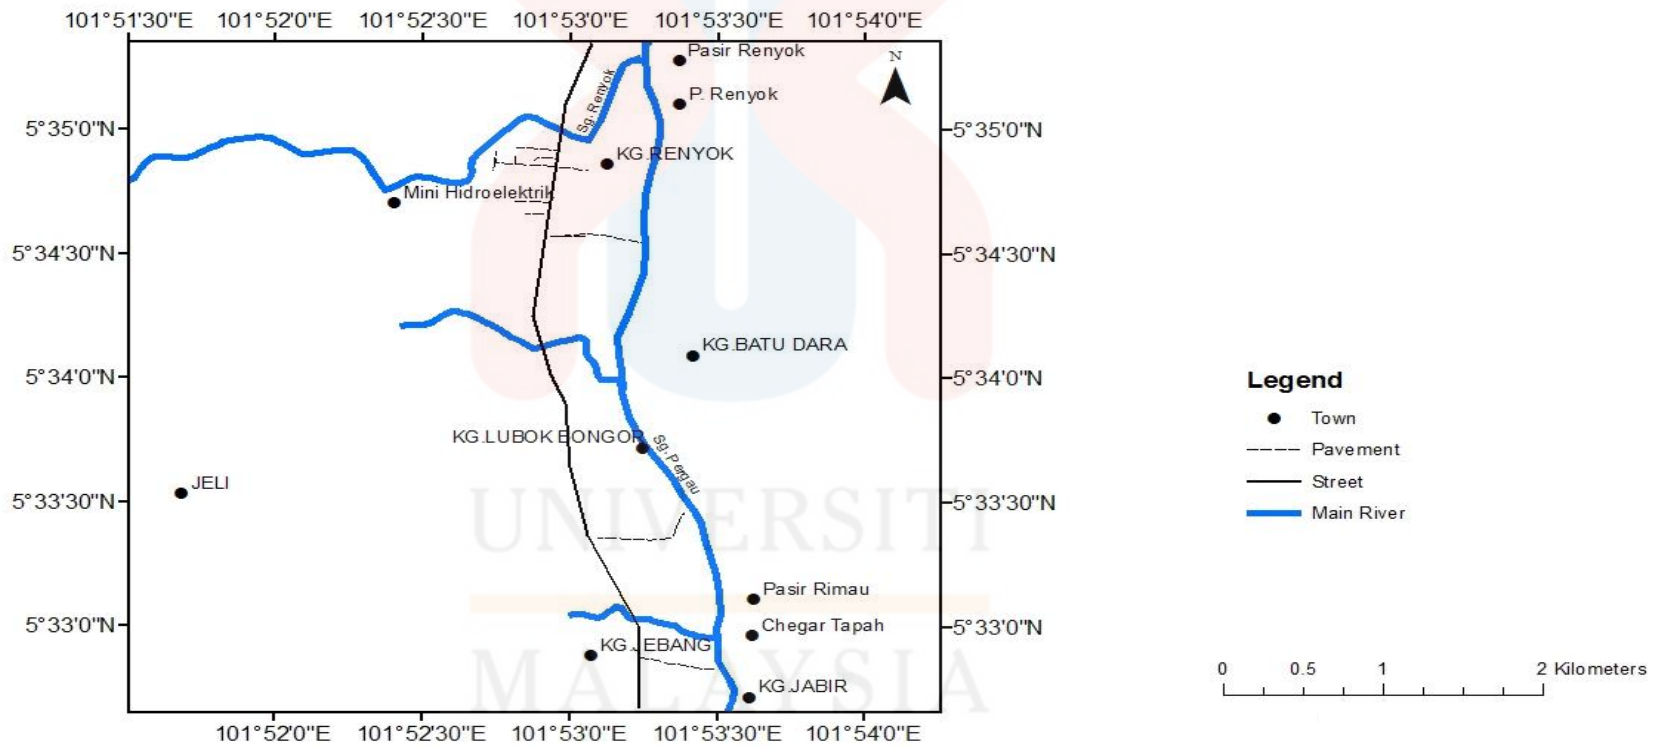 101°51'30"E 101°52'0"E 101°52'30"E 101°53'0"E 101°53'30"E 101°54'0"E
N
Pasir Renyok
Sg. Renyok
P. Renyok
5°35'0"N 5°35'0"N
KG.RENYOK
Mini Hidroelektrik
5°34'30"N 5°34'30"N
KG.BATU DARA
5°34'0"N 5°34'0"N
Legend
Town
KG.LUBOK BONGOR
Sg. Pergau
Pavement
JELI
Street
5°33'30"N 5°33'30"N
Main River
UNIVERSITI
Pasir Rimau
5°33'0"N 5°33'0"N
Chegar Tapah
KG.JEBANG
MALAYSIA
0 0.5 1 2 Kilometers
KG.JABIR
101°52'0"E 101°52'30"E 101°53'0"E 101°53'30"E 101°54'0"E